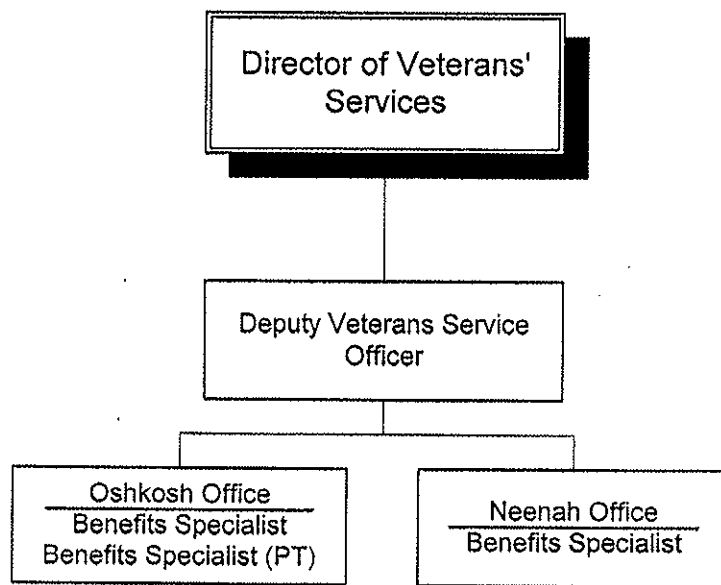 Director of Veterans'
Services
Deputy Veterans Service
Officer
Oshkosh Office
Benefits Specialist
Benefits Specialist (PT)
Neenah Office
Benefits Specialist